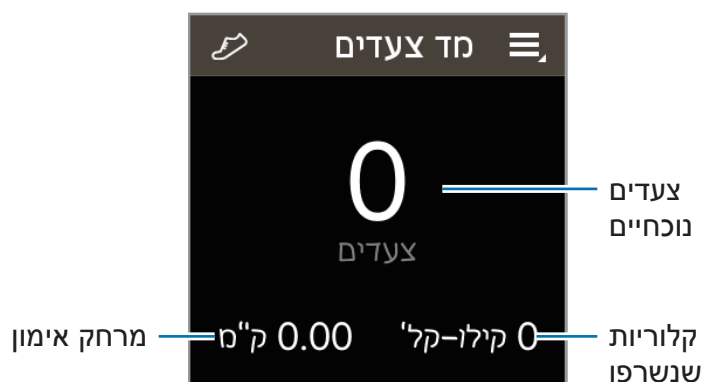 מד צעדים
0
צעדים
צעדים
נוכחיים
0 קילו-קל'
0.00 ק"מ
מרחק אימון
קלוריות
שנשרפו